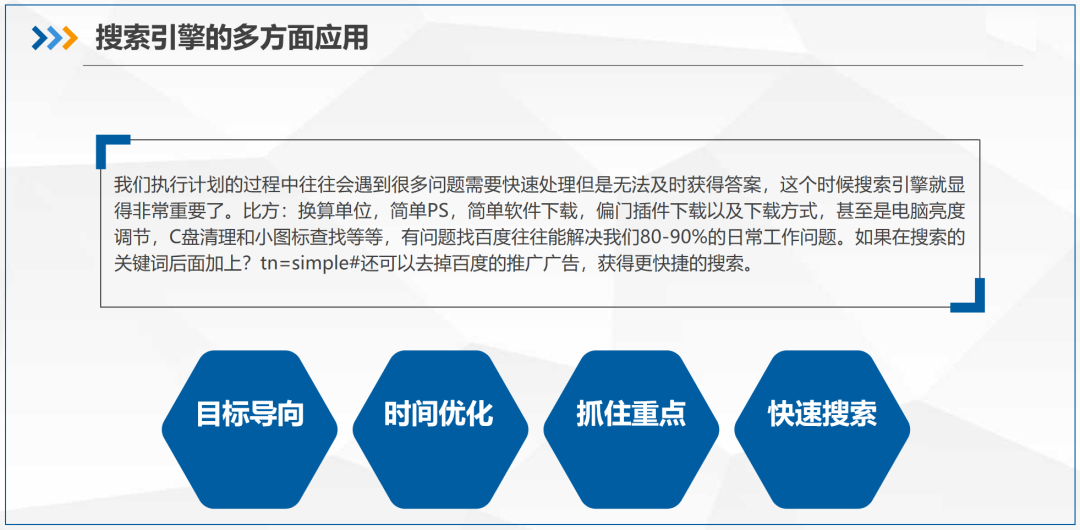 搜索引擎的多方面应用
我们执行计划的过程中往往会遇到很多问题需要快速处理但是无法及时获得答案，这个时候搜索引擎就显
得非常重要了。比方：换算单位，简单PS，简单软件下载，偏门插件下载以及下载方式，甚至是电脑亮度
调节，C盘清理和小图标查找等等，有问题找百度往往能解决我们80-90%的日常工作问题。如果在搜索的
关键词后面加上？tn=simple#还可以去掉百度的推广广告，获得更快捷的搜索。
目标导向
时间优化
抓住重点
快速搜索